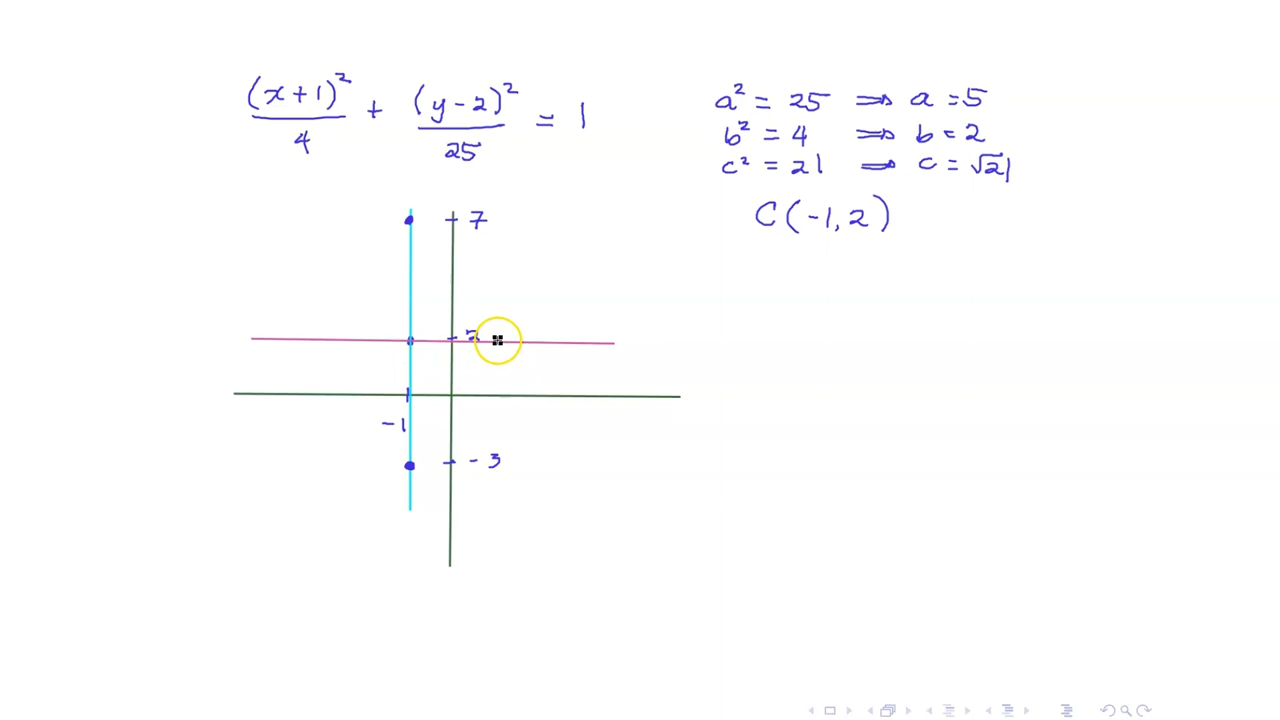 (x+1)²/4 + (y-2)²/25 = 1
a² = 25 ⟹ a = 5
b² = 4 ⟹ b = 2
c² = 21 ⟹ c = √21
C(-1, 2)
7
2
-1
-3